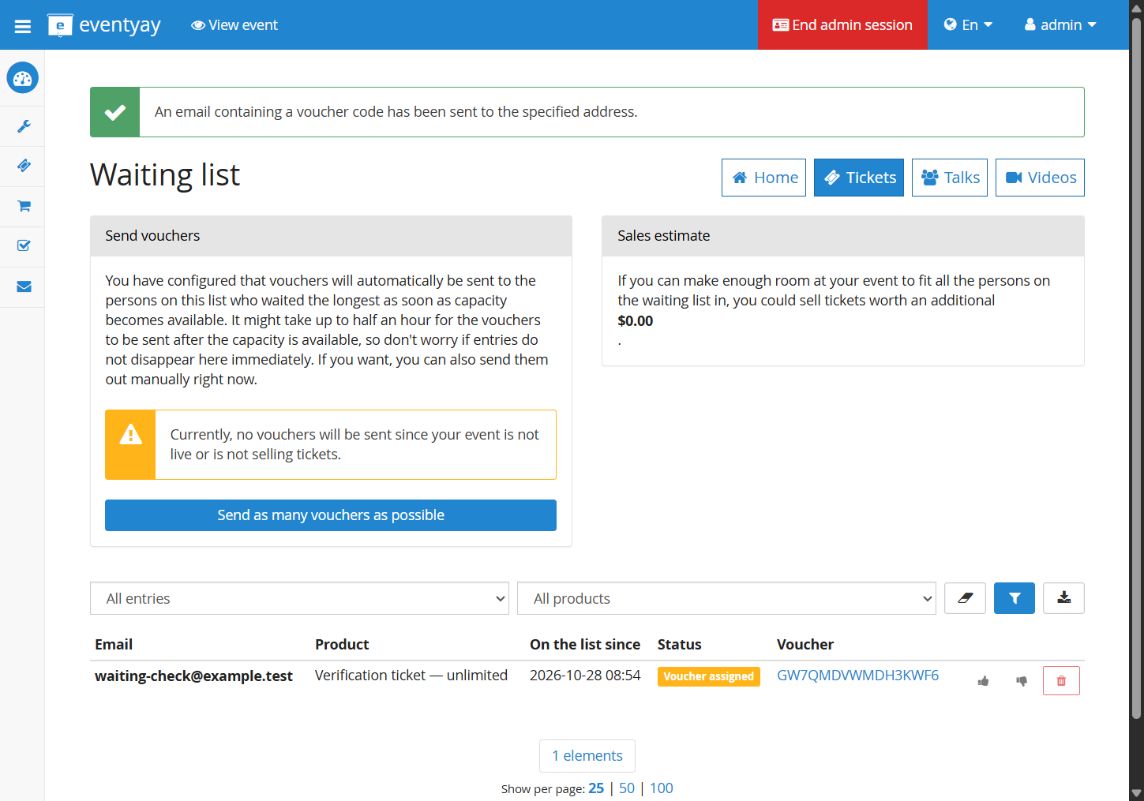 eventyay
View event
End admin session
En
admin
An email containing a voucher code has been sent to the specified address.
Waiting list
Home
Tickets
Talks
Videos
Send vouchers
You have configured that vouchers will automatically be sent to the
persons on this list who waited the longest as soon as capacity
becomes available. It might take up to half an hour for the vouchers
to be sent after the capacity is available, so don't worry if entries do
not disappear here immediately. If you want, you can also send them
out manually right now.
Currently, no vouchers will be sent since your event is not
live or is not selling tickets.
Send as many vouchers as possible
Sales estimate
If you can make enough room at your event to fit all the persons on
the waiting list in, you could sell tickets worth an additional
$0.00
.
All entries
All products
Email Product On the list since Status Voucher
waiting-check@example.test Verification ticket — unlimited 2026-10-28 08:54 Voucher assigned GW7QMDVWMDH3KWF6
1 elements
Show per page: 25 | 50 | 100